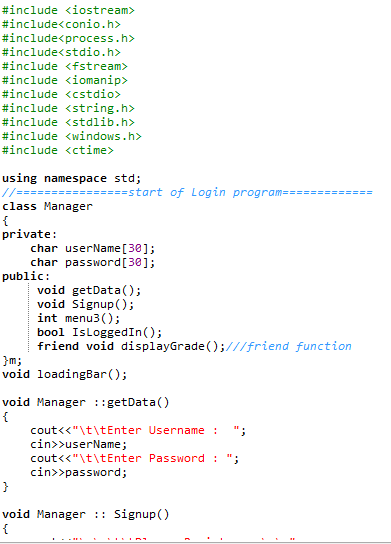 #include <iostream>
#include<conio.h>
#include<process.h>
#include<stdio.h>
#include <fstream>
#include <iomanip>
#include <cstdio>
#include <string.h>
#include <stdlib.h>
#include <windows.h>
#include <ctime>

using namespace std;
//================start of Login program=============
class Manager
{
private:
    char userName[30];
    char password[30];
public:
     void getData();
     void Signup();
     int menu3();
     bool IsLoggedIn();
     friend void displayGrade();///friend function
}m;
void loadingBar();

void Manager ::getData()
{
    cout<<"\t\tEnter Username :  ";
    cin>>userName;
    cout<<"\t\tEnter Password : ";
    cin>>password;
}

void Manager :: Signup()
{